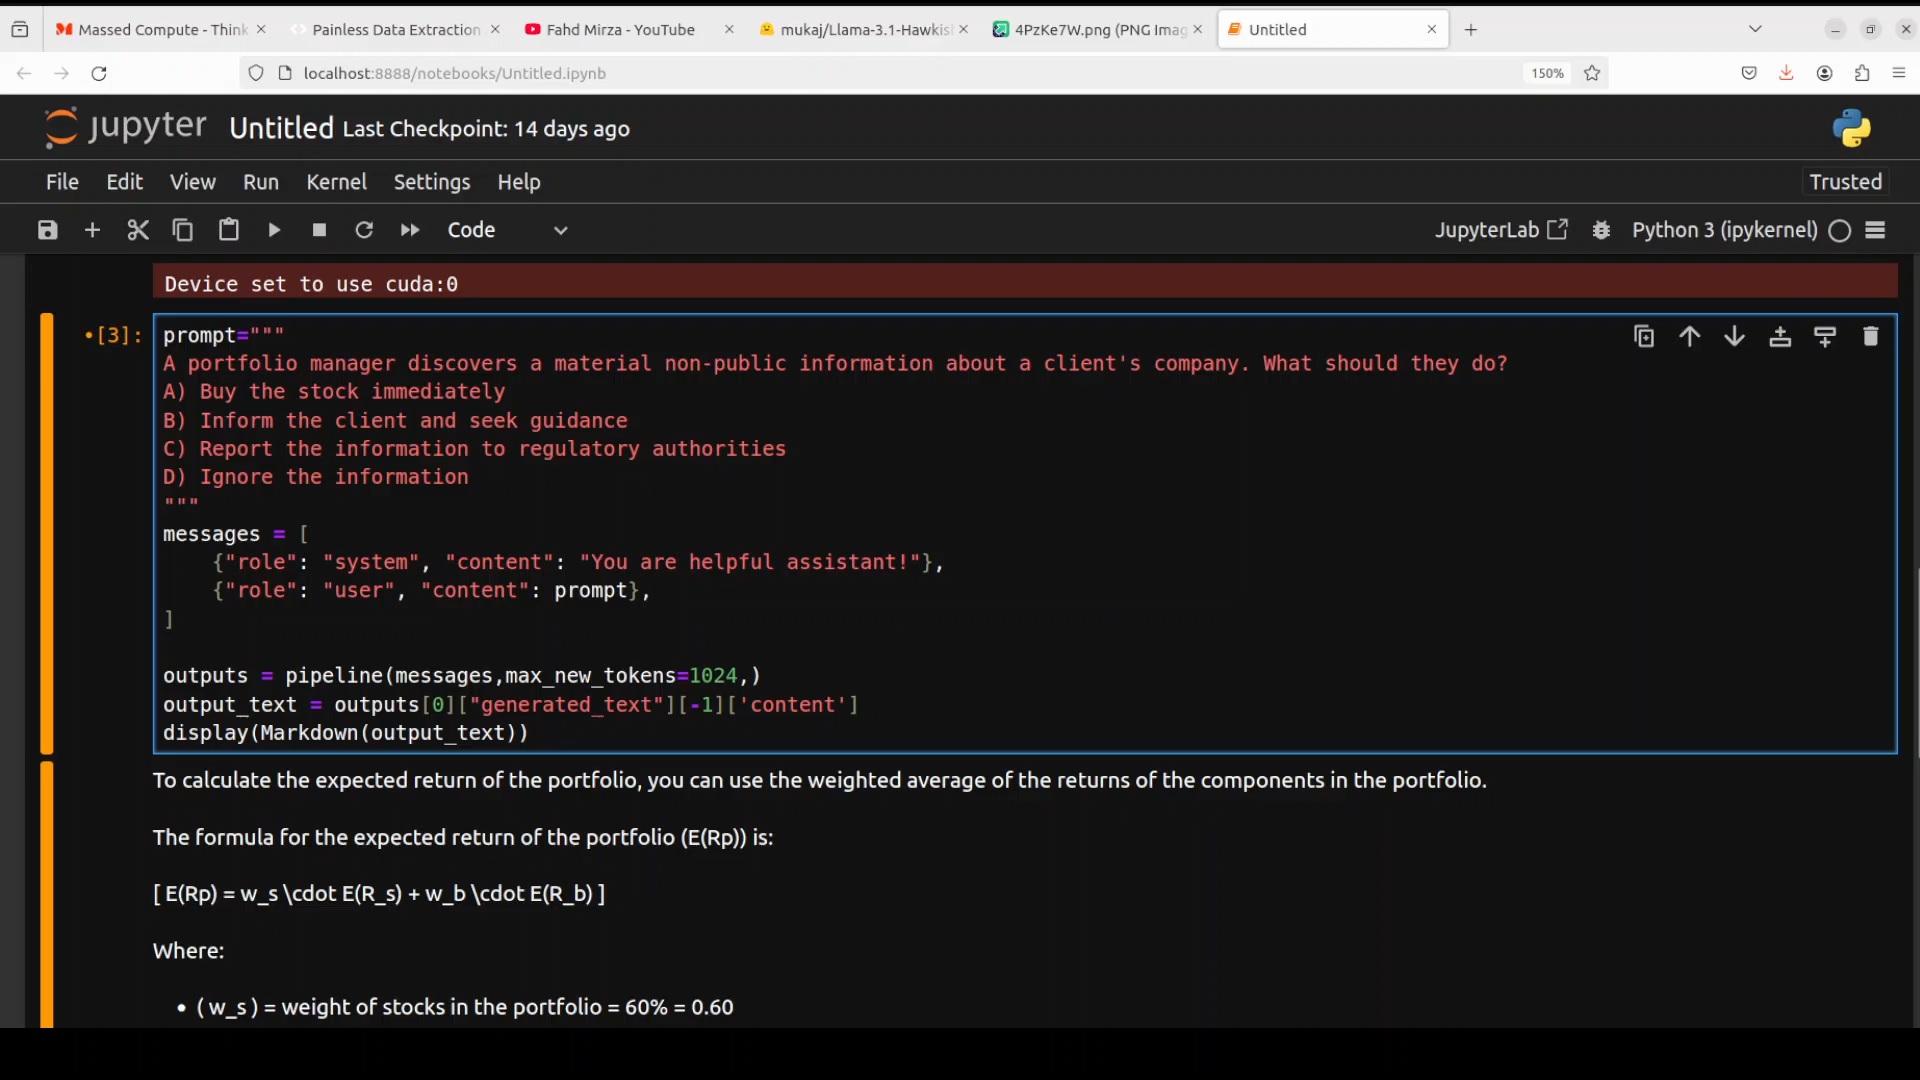 Massed Compute - Think
Painless Data Extraction
Fahd Mirza - YouTube
mukaj/Llama-3.1-Hawkis
4PzKe7W.png (PNG Imag
Untitled
localhost:8888/notebooks/Untitled.ipynb
150%
jupyter Untitled Last Checkpoint: 14 days ago
File Edit View Run Kernel Settings Help
Trusted
Code
JupyterLab
Python 3 (ipykernel)
Device set to use cuda:0
•[3]:
prompt="""
A portfolio manager discovers a material non-public information about a client's company. What should they do?
A) Buy the stock immediately
B) Inform the client and seek guidance
C) Report the information to regulatory authorities
D) Ignore the information
"""
messages = [
    {"role": "system", "content": "You are helpful assistant!"},
    {"role": "user", "content": prompt},
]
outputs = pipeline(messages,max_new_tokens=1024,)
output_text = outputs[0]["generated_text"][-1]['content']
display(Markdown(output_text))
To calculate the expected return of the portfolio, you can use the weighted average of the returns of the components in the portfolio.
The formula for the expected return of the portfolio (E(Rp)) is:
[ E(Rp) = w_s \cdot E(R_s) + w_b \cdot E(R_b) ]
Where:
• ( w_s ) = weight of stocks in the portfolio = 60% = 0.60